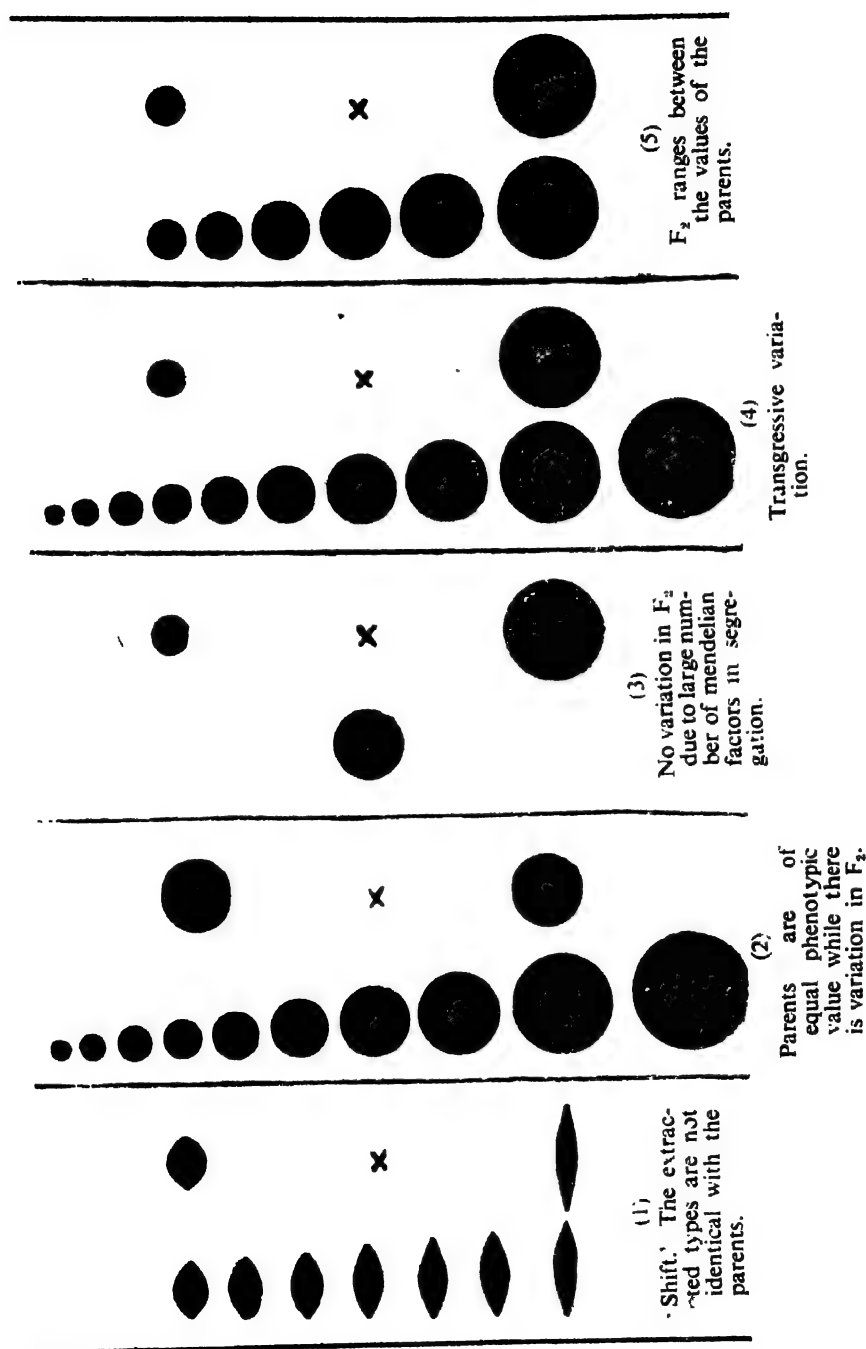 x
x
x
x
x
(1)
'Shift.' The extrac-
ted types are not
identical with the
parents.
(2)
Parents are of
equal phenotypic
value while there
is variation in F₂.
(3)
No variation in F₂
due to large num-
ber of mendelian
factors in segre-
gation.
(4)
Transgressive varia-
tion.
(5)
F₂ ranges between
the values of the
parents.